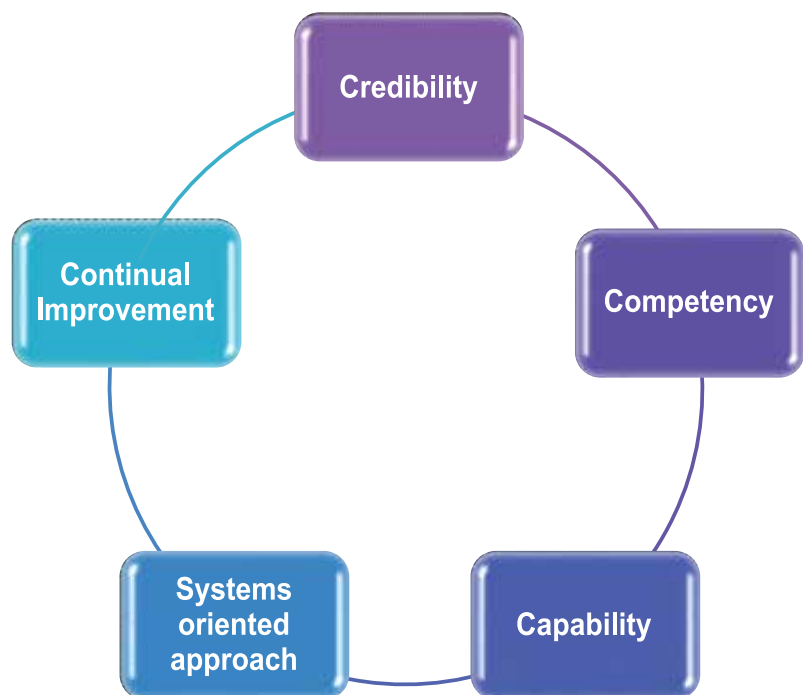 Credibility
Competency
Capability
Systems
oriented
approach
Continual
Improvement